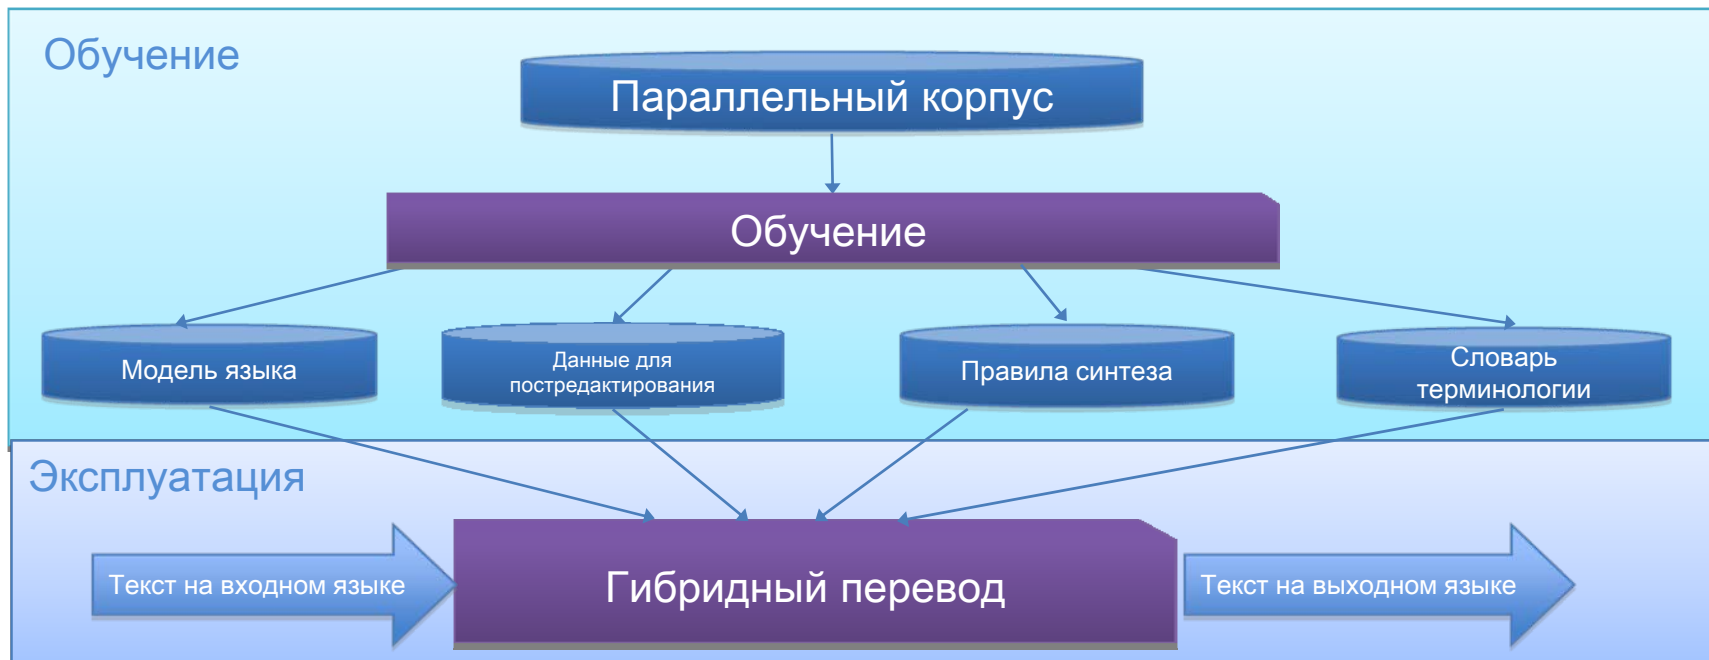 Обучение
Параллельный корпус
Обучение
Модель языка
Данные для
постредактирования
Правила синтеза
Словарь
терминологии
Эксплуатация
Текст на входном языке
Гибридный перевод
Текст на выходном языке